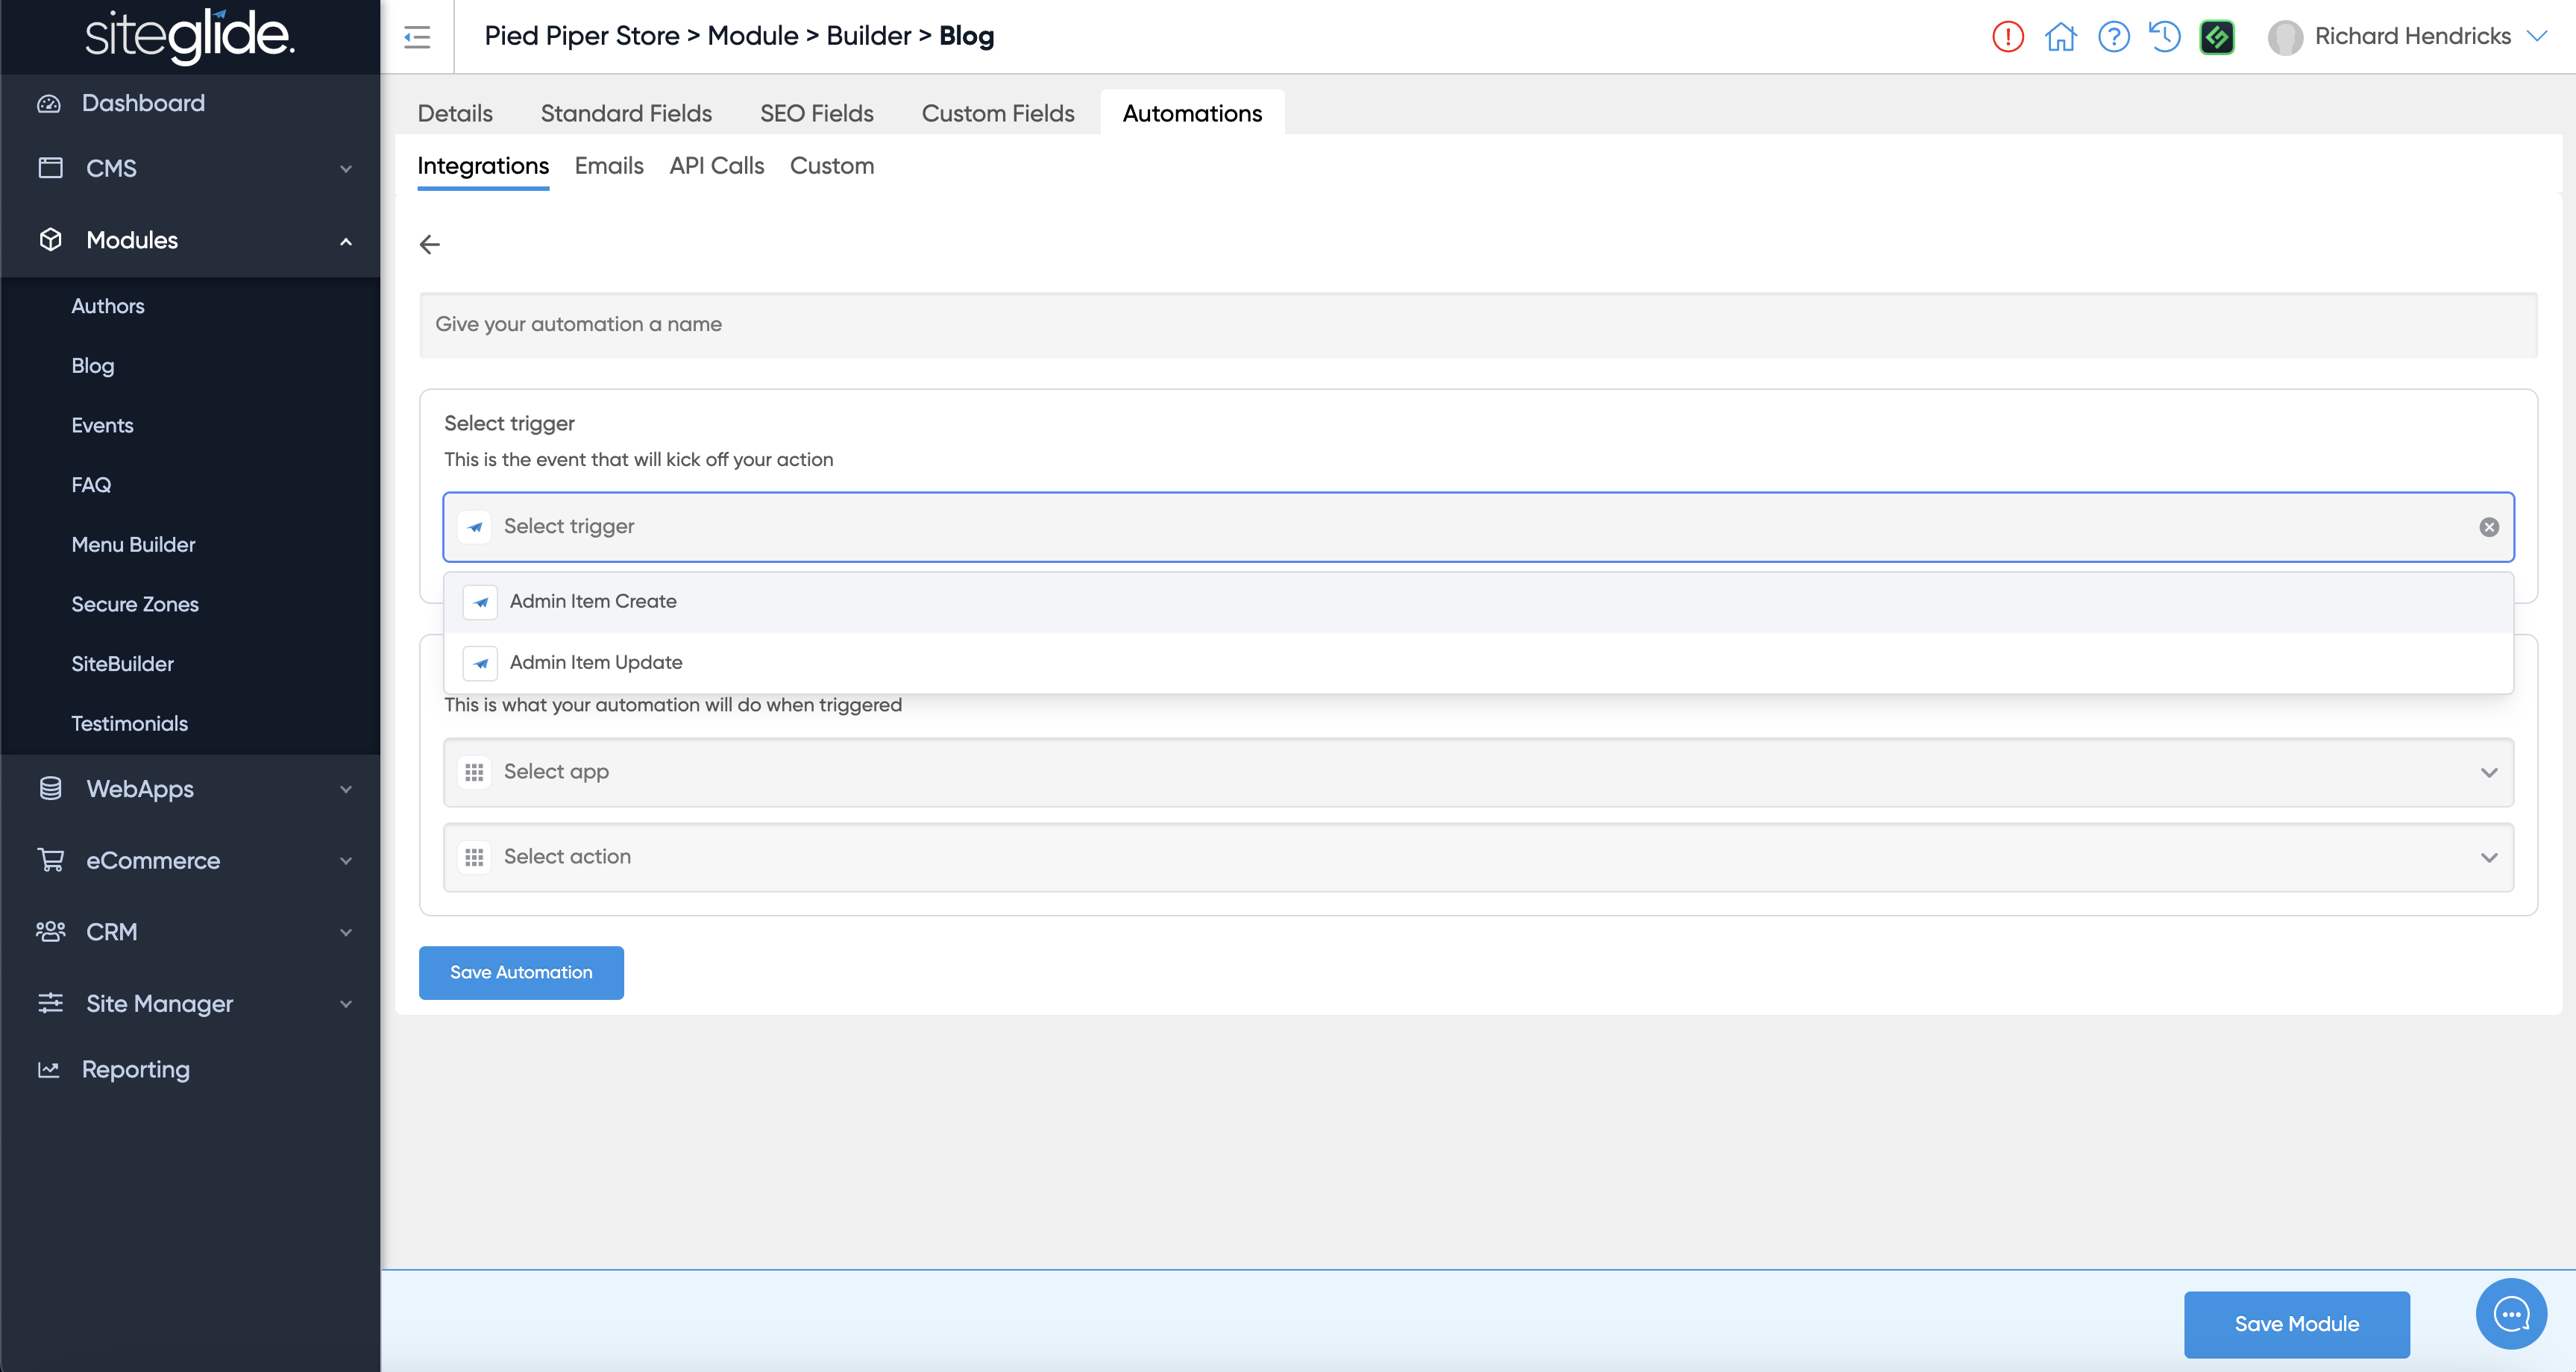 siteglide.
Pied Piper Store > Module > Builder > Blog
Richard Hendricks
Dashboard
CMS
Modules
Authors
Blog
Events
FAQ
Menu Builder
Secure Zones
SiteBuilder
Testimonials
WebApps
eCommerce
CRM
Site Manager
Reporting
Details Standard Fields SEO Fields Custom Fields Automations
Integrations Emails API Calls Custom
Give your automation a name
Select trigger
This is the event that will kick off your action
Select trigger
Admin Item Create
Admin Item Update
This is what your automation will do when triggered
Select app
Select action
Save Automation
Save Module